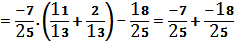 = -7/25 . (11/13 + 2/13) - 18/25 = -7/25 + -18/25